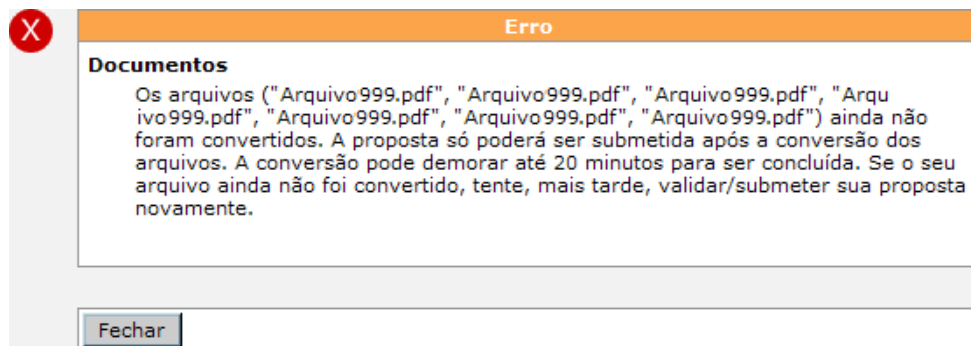 X
Erro
Documentos
Os arquivos ("Arquivo999.pdf", "Arquivo999.pdf", "Arquivo999.pdf", "Arqu
ivo999.pdf", "Arquivo999.pdf", "Arquivo999.pdf", "Arquivo999.pdf") ainda não
foram convertidos. A proposta só poderá ser submetida após a conversão dos
arquivos. A conversão pode demorar até 20 minutos para ser concluída. Se o seu
arquivo ainda não foi convertido, tente, mais tarde, validar/submeter sua proposta
novamente.
Fechar